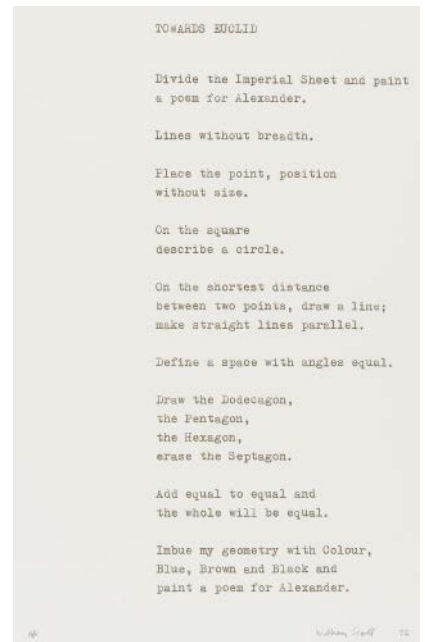 TOWARDS EUCLID
Divide the Imperial Sheet and paint
a poem for Alexander.
Lines without breadth.
Place the point, position
without size.
On the square
describe a circle.
On the shortest distance
between two points, draw a line;
make straight lines parallel.
Define a space with angles equal.
Draw the Dodecagon,
the Pentagon,
the Hexagon,
erase the Septagon.
Add equal to equal and
the whole will be equal.
Imbue my geometry with Colour,
Blue, Brown and Black and
paint a poem for Alexander.
William Scott 72